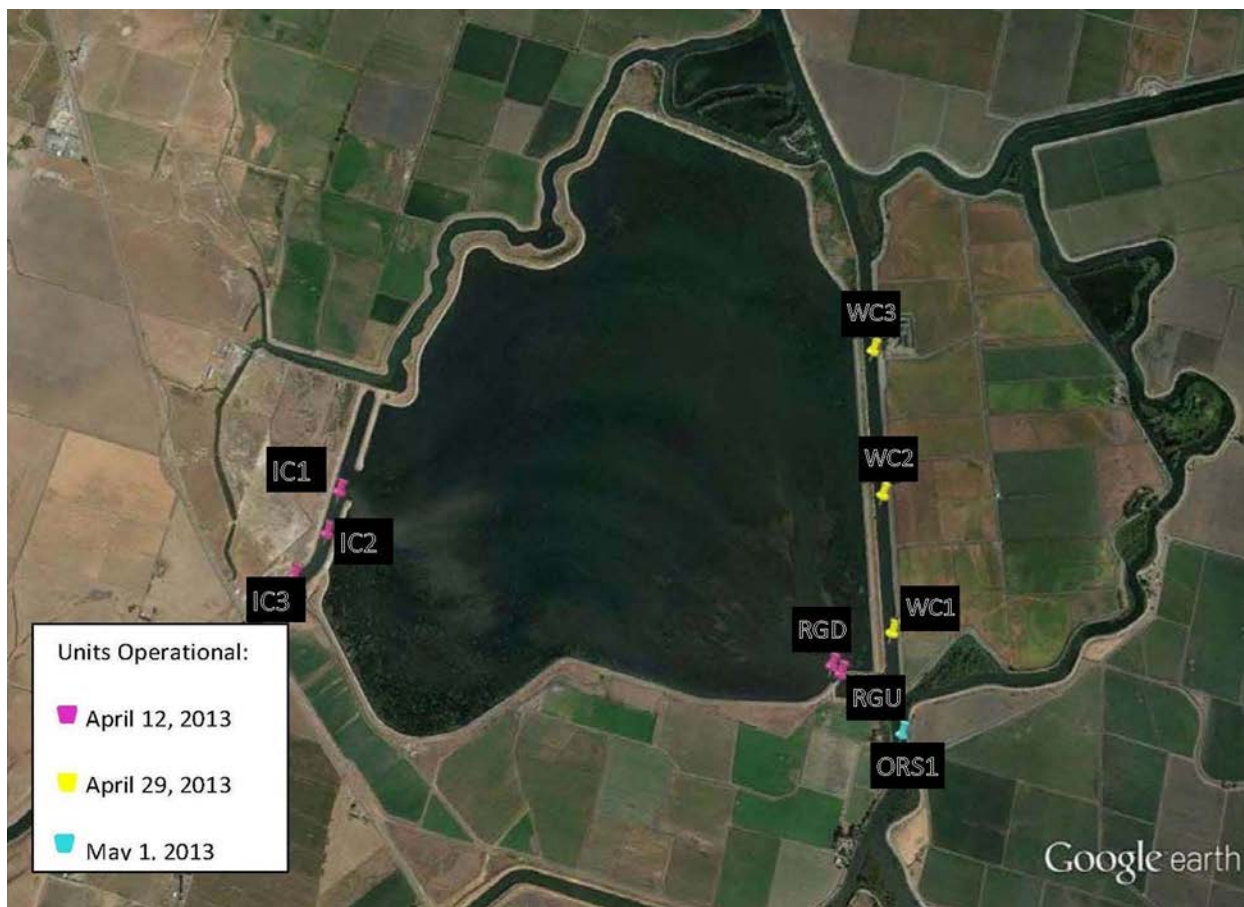 WC3
WC2
IC1
IC2
IC3
WC1
RGD
RGU
ORS1
Units Operational:
April 12, 2013
April 29, 2013
May 1, 2013
Google earth